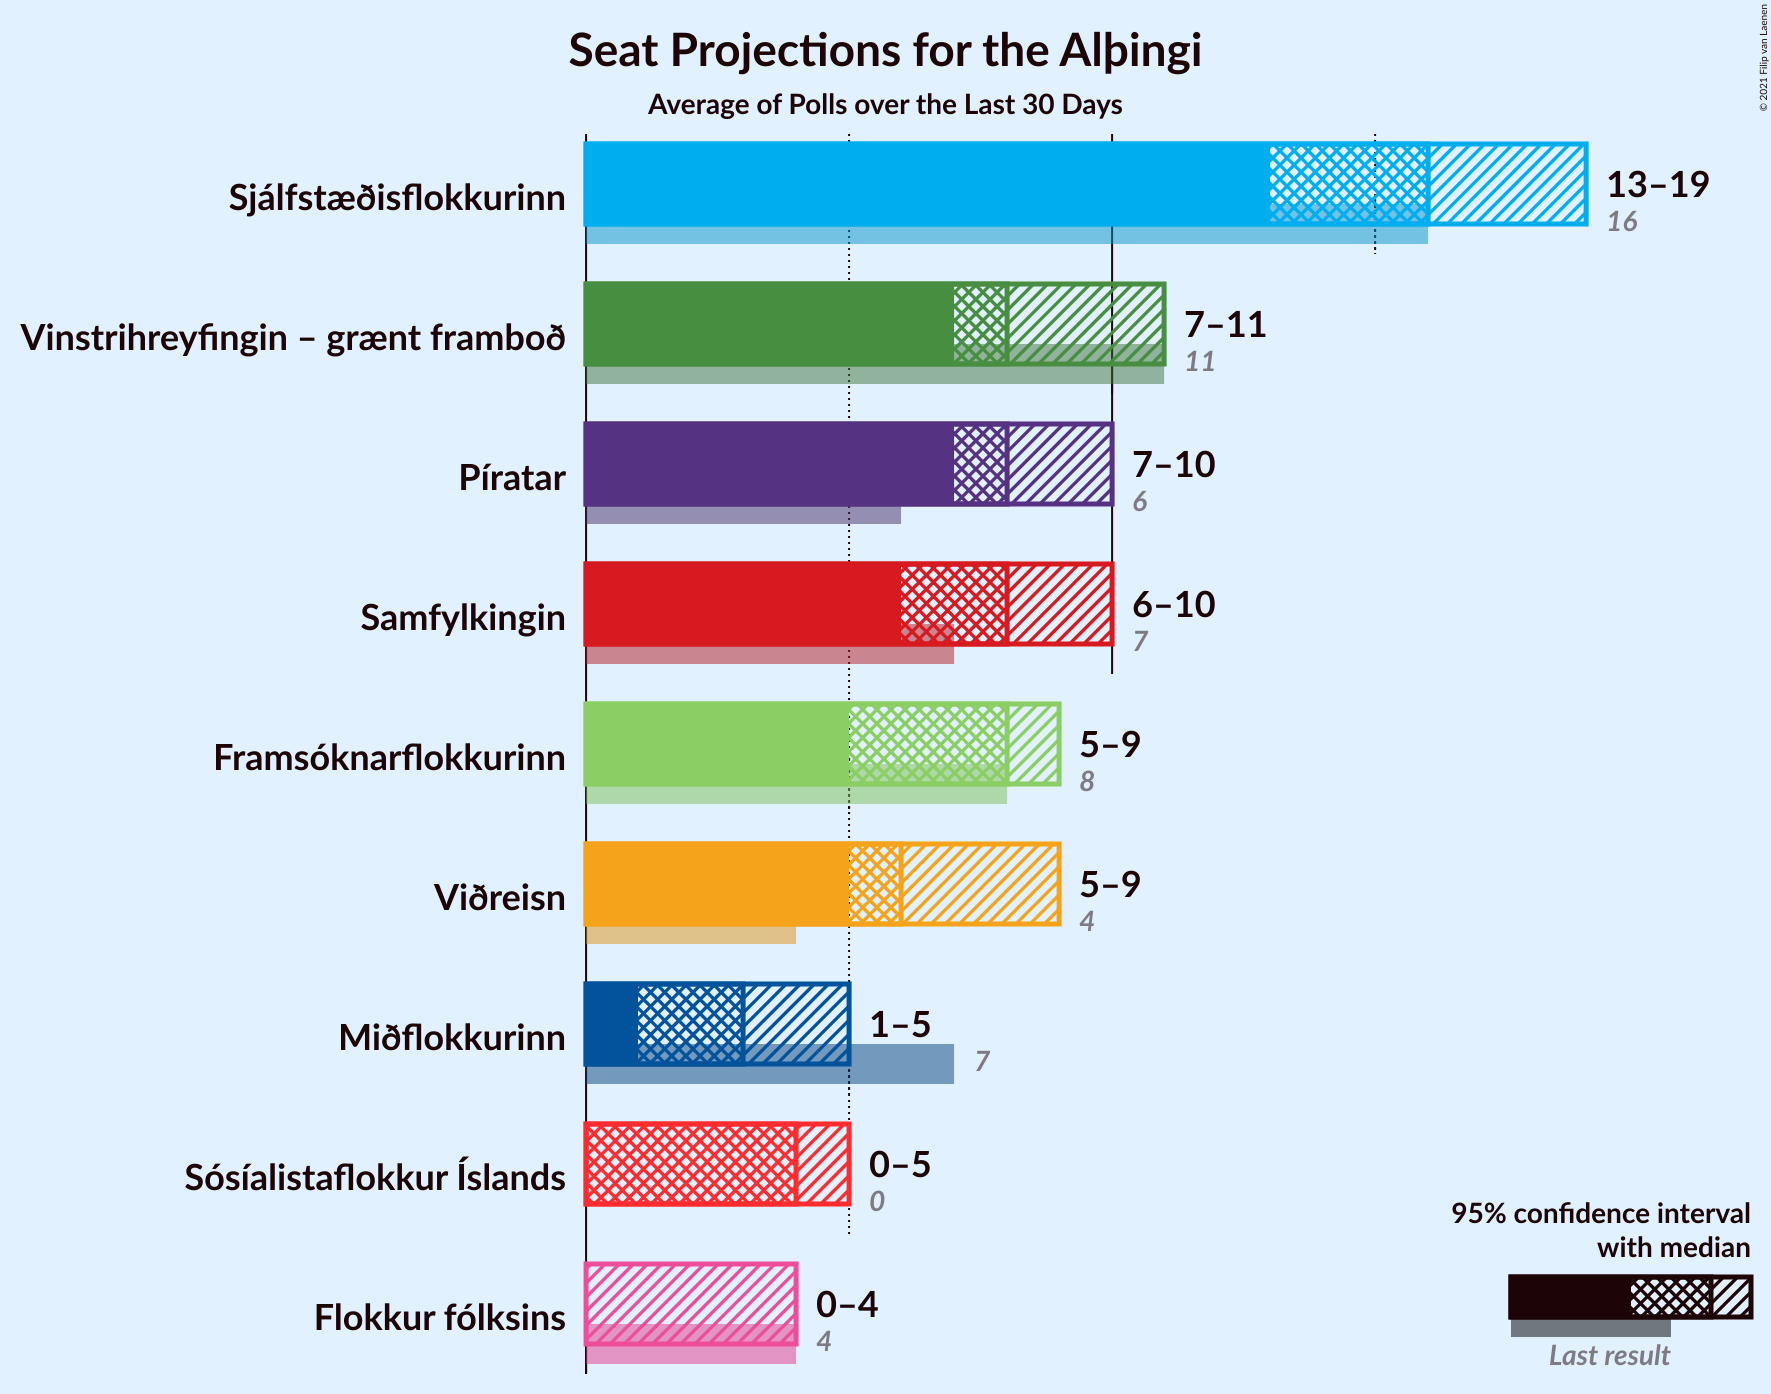 Seat Projections for the Alþingi
Average of Polls over the Last 30 Days
© 2021 Filip van Laenen
Sjálfstæðisflokkurinn
13–19
16
Vinstrihreyfingin – grænt framboð
7–11
11
Píratar
7–10
6
Samfylkingin
6–10
7
Framsóknarflokkurinn
5–9
8
Viðreisn
5–9
4
Miðflokkurinn
1–5
7
Sósíalistaflokkur Íslands
0–5
0
Flokkur fólksins
0–4
4
95% confidence interval
with median
Last result